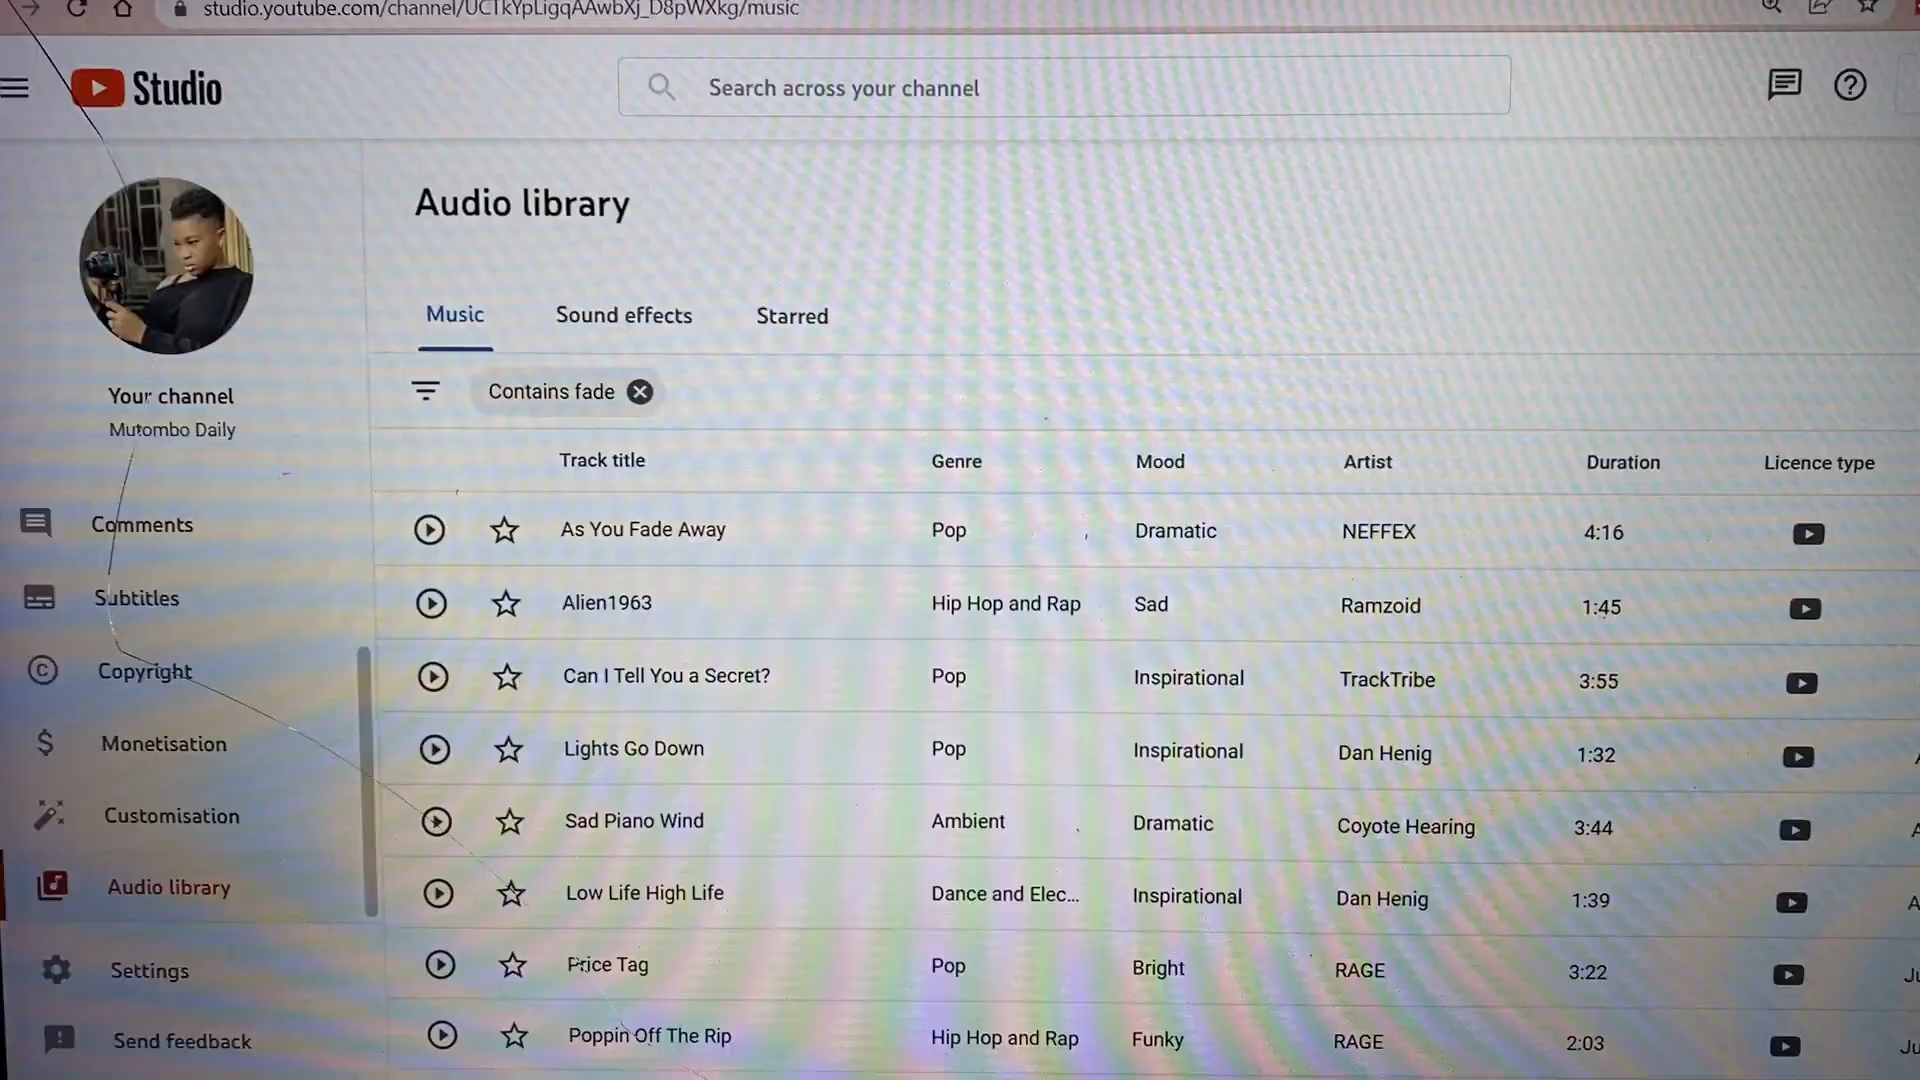 studio.youtube.com/channel/UCTkYpLigqAAwbXj_D8pWXkg/music
Studio
Search across your channel
Audio library
Music Sound effects Starred
Contains fade
Your channel
Mutombo Daily
Comments
Subtitles
Copyright
Monetisation
Customisation
Audio library
Settings
Send feedback
Track title Genre Mood Artist Duration Licence type
As You Fade Away Pop Dramatic NEFFEX 4:16
Alien1963 Hip Hop and Rap Sad Ramzoid 1:45
Can I Tell You a Secret? Pop Inspirational TrackTribe 3:55
Lights Go Down Pop Inspirational Dan Henig 1:32
Sad Piano Wind Ambient Dramatic Coyote Hearing 3:44
Low Life High Life Dance and Elec... Inspirational Dan Henig 1:39
Price Tag Pop Bright RAGE 3:22
Poppin Off The Rip Hip Hop and Rap Funky RAGE 2:03